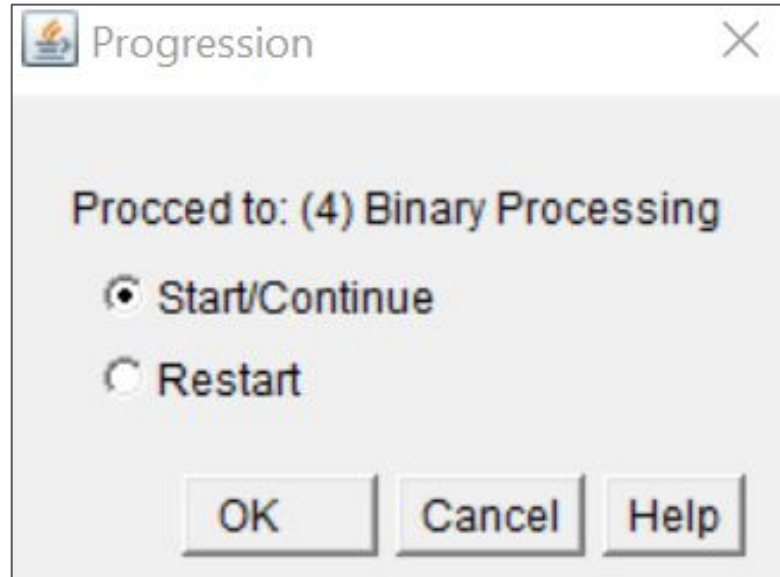 Progression
Procced to: (4) Binary Processing
Start/Continue
Restart
OK Cancel Help